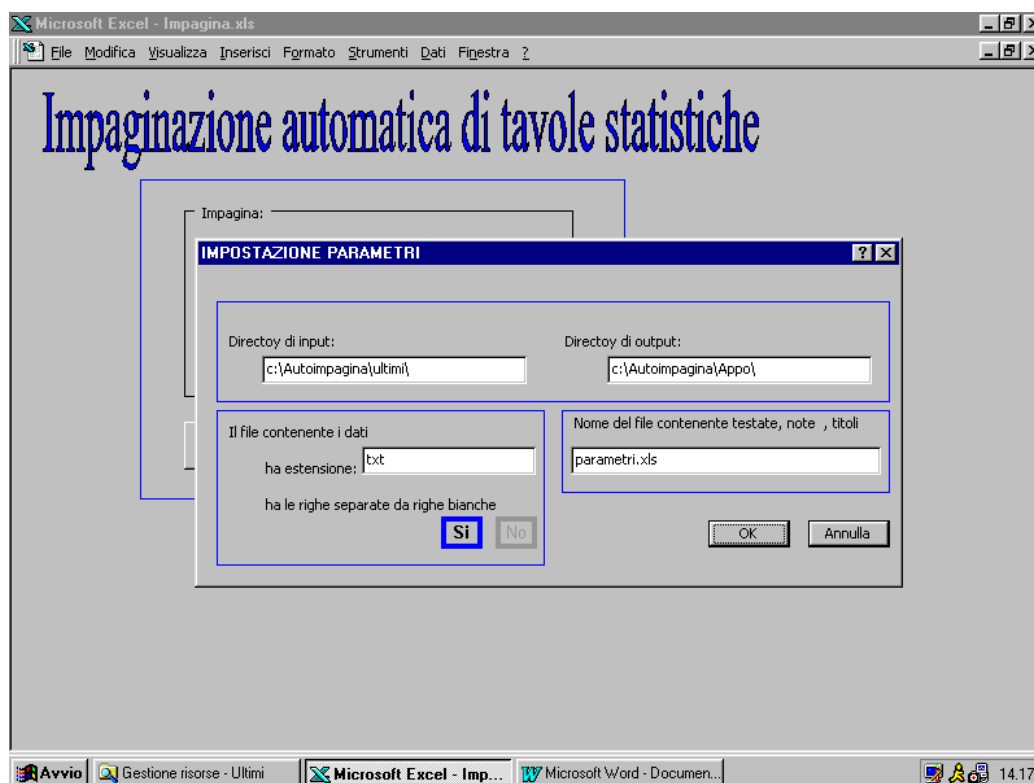 Microsoft Excel - Impagina.xls
File Modifica Visualizza Inserisci Formato Strumenti Dati Finestra ?
Impaginazione automatica di tavole statistiche
Impagina:
IMPOSTAZIONE PARAMETRI
Directoy di input:
Directoy di output:
c:\Autoimpagina\ultimi\
c:\Autoimpagina\Appo\
Il file contenente i dati
ha estensione: txt
ha le righe separate da righe bianche
Si No
Nome del file contenente testate, note , titoli
parametri.xls
OK Annulla
Avvio Gestione risorse - Ultimi Microsoft Excel - Imp... Microsoft Word - Documen... 14.17